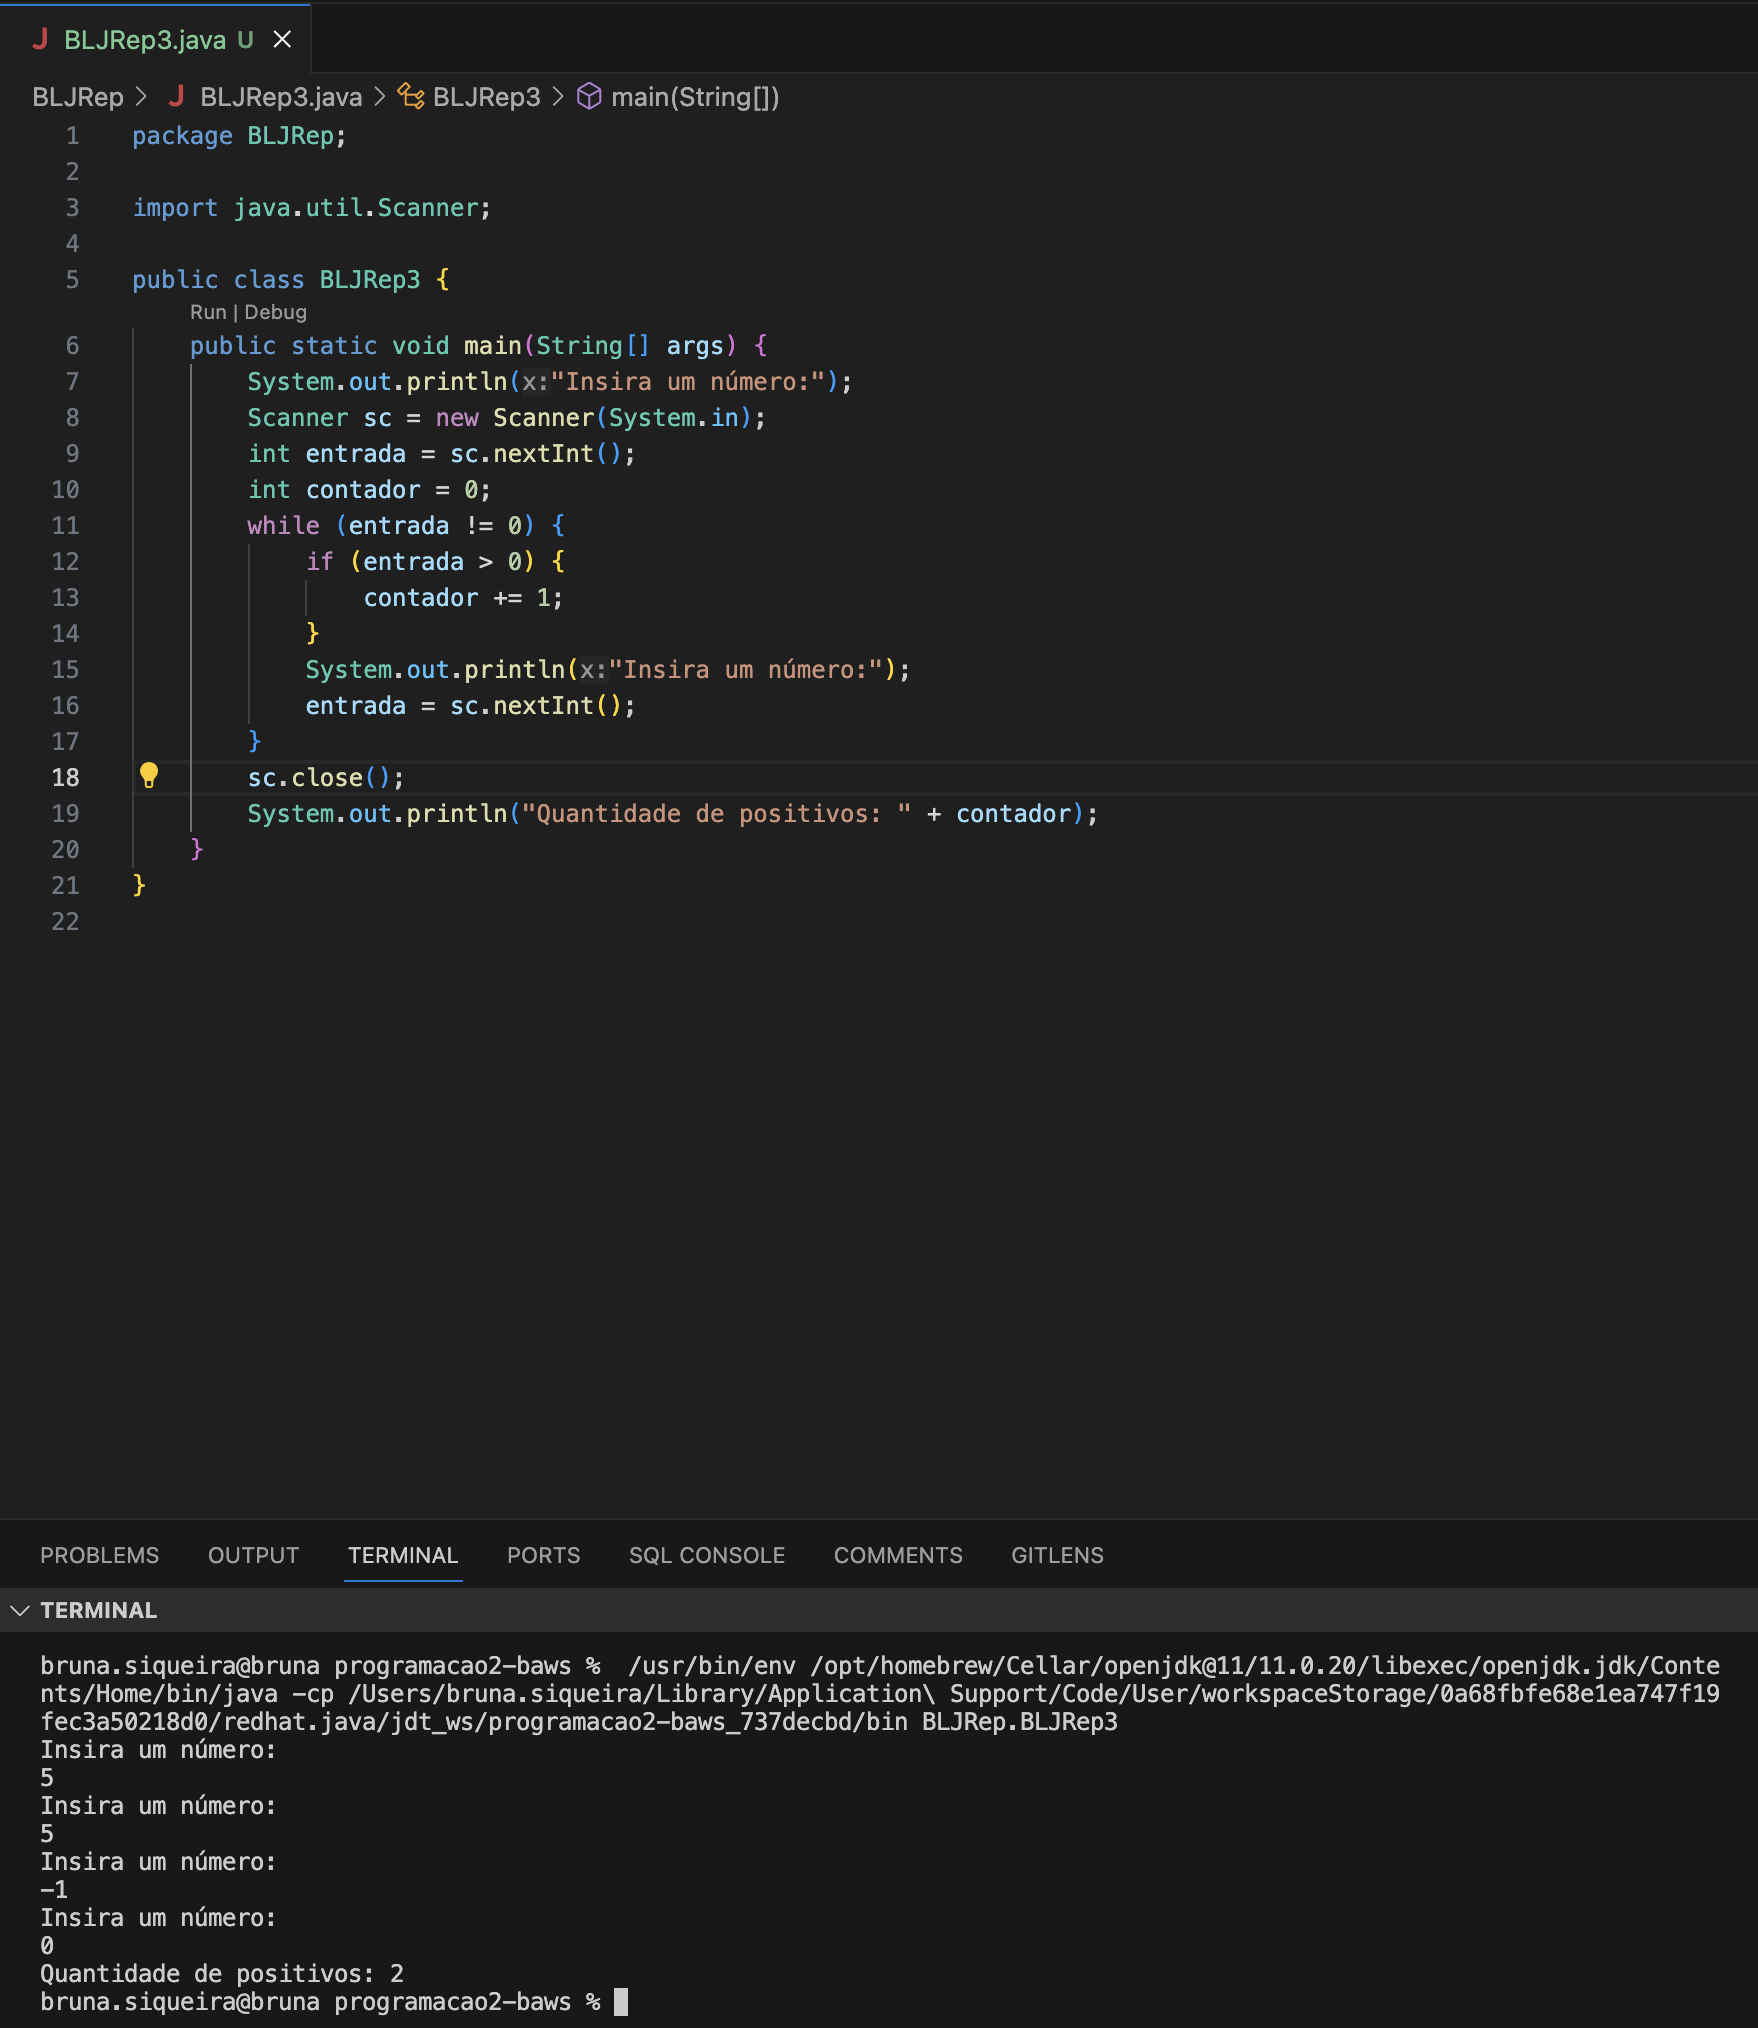 BLJRep3.java U
BLJRep > BLJRep3.java > BLJRep3 > main(String[])
1 package BLJRep;
2
3 import java.util.Scanner;
4
5 public class BLJRep3 {
Run | Debug
6 public static void main(String[] args) {
7 System.out.println(x:"Insira um número:");
8 Scanner sc = new Scanner(System.in);
9 int entrada = sc.nextInt();
10 int contador = 0;
11 while (entrada != 0) {
12 if (entrada > 0) {
13 contador += 1;
14 }
15 System.out.println(x:"Insira um número:");
16 entrada = sc.nextInt();
17 }
18 sc.close();
19 System.out.println("Quantidade de positivos: " + contador);
20 }
21 }
22
PROBLEMS OUTPUT TERMINAL PORTS SQL CONSOLE COMMENTS GITLENS
TERMINAL
bruna.siqueira@bruna programacao2-baws %  /usr/bin/env /opt/homebrew/Cellar/openjdk@11/11.0.20/libexec/openjdk.jdk/Conte
nts/Home/bin/java -cp /Users/bruna.siqueira/Library/Application\ Support/Code/User/workspaceStorage/0a68fbfe68e1ea747f19
fec3a50218d0/redhat.java/jdt_ws/programacao2-baws_737decbd/bin BLJRep.BLJRep3
Insira um número:
5
Insira um número:
5
Insira um número:
-1
Insira um número:
0
Quantidade de positivos: 2
bruna.siqueira@bruna programacao2-baws %